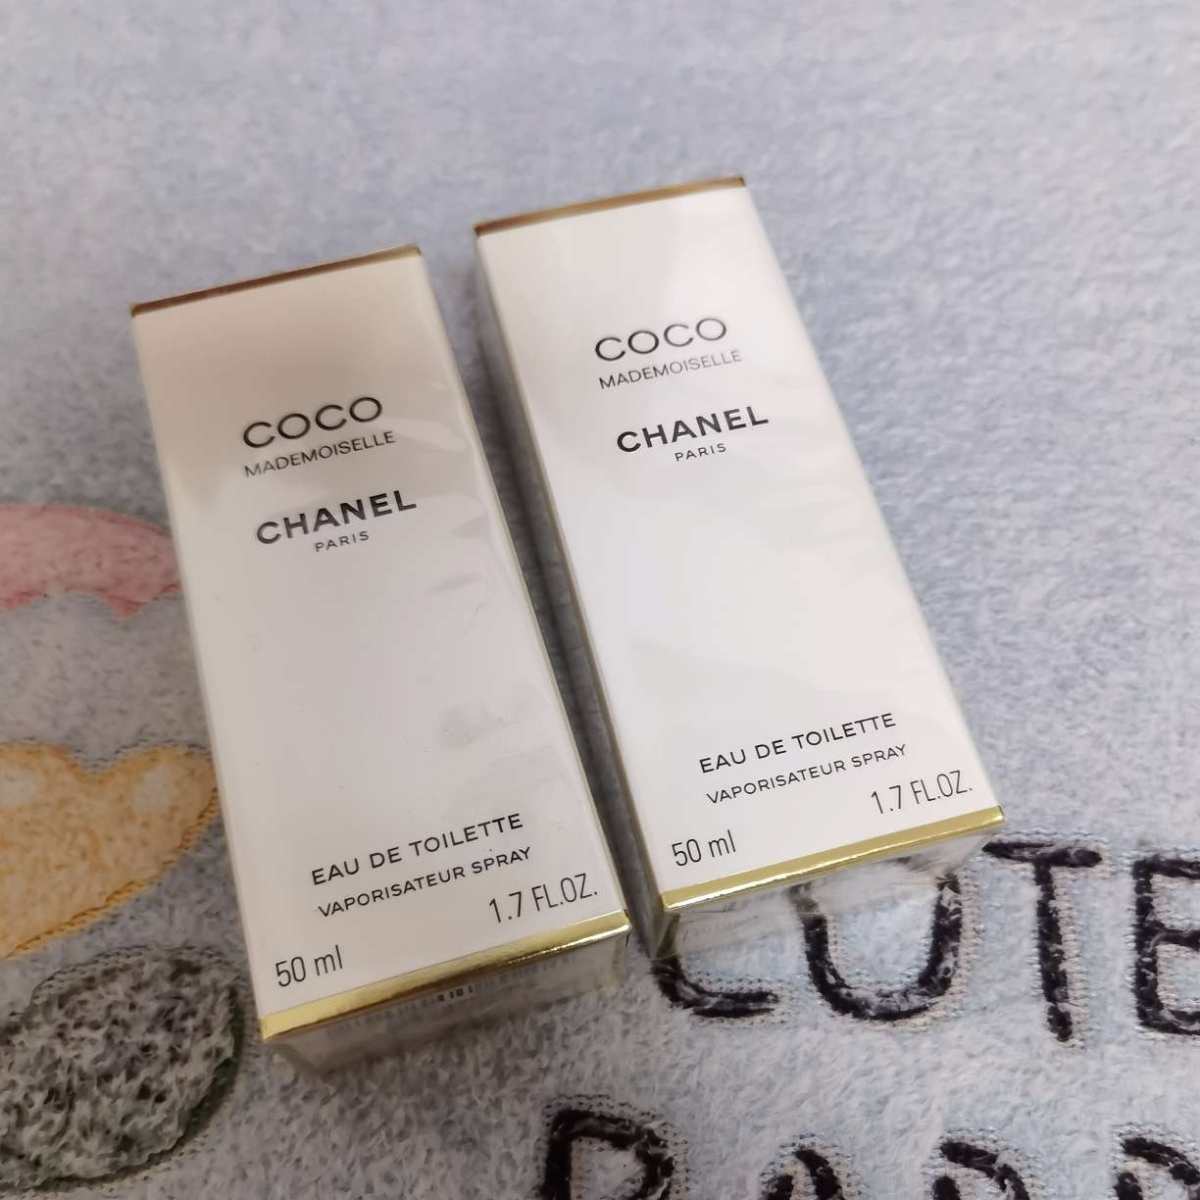 COCO
MADEMOISELLE
CHANEL
PARIS
EAU DE TOILETTE
VAPORISATEUR SPRAY
50 ml 1.7 FL.OZ.
COCO
MADEMOISELLE
CHANEL
PARIS
EAU DE TOILETTE
VAPORISATEUR SPRAY
50 ml 1.7 FL.OZ.
CUTE